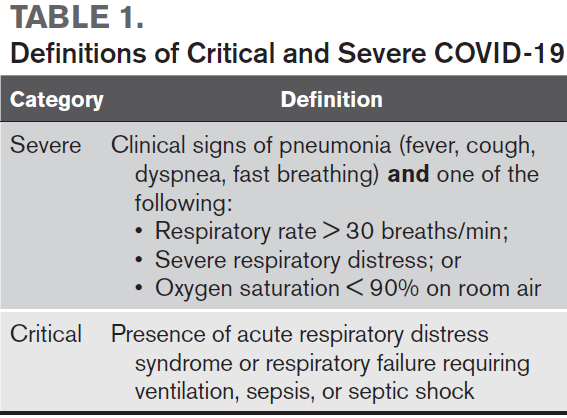 TABLE 1.
Definitions of Critical and Severe COVID-19
Category Definition
Severe Clinical signs of pneumonia (fever, cough,
dyspnea, fast breathing) and one of the
following:
• Respiratory rate > 30 breaths/min;
• Severe respiratory distress; or
• Oxygen saturation < 90% on room air
Critical Presence of acute respiratory distress
syndrome or respiratory failure requiring
ventilation, sepsis, or septic shock